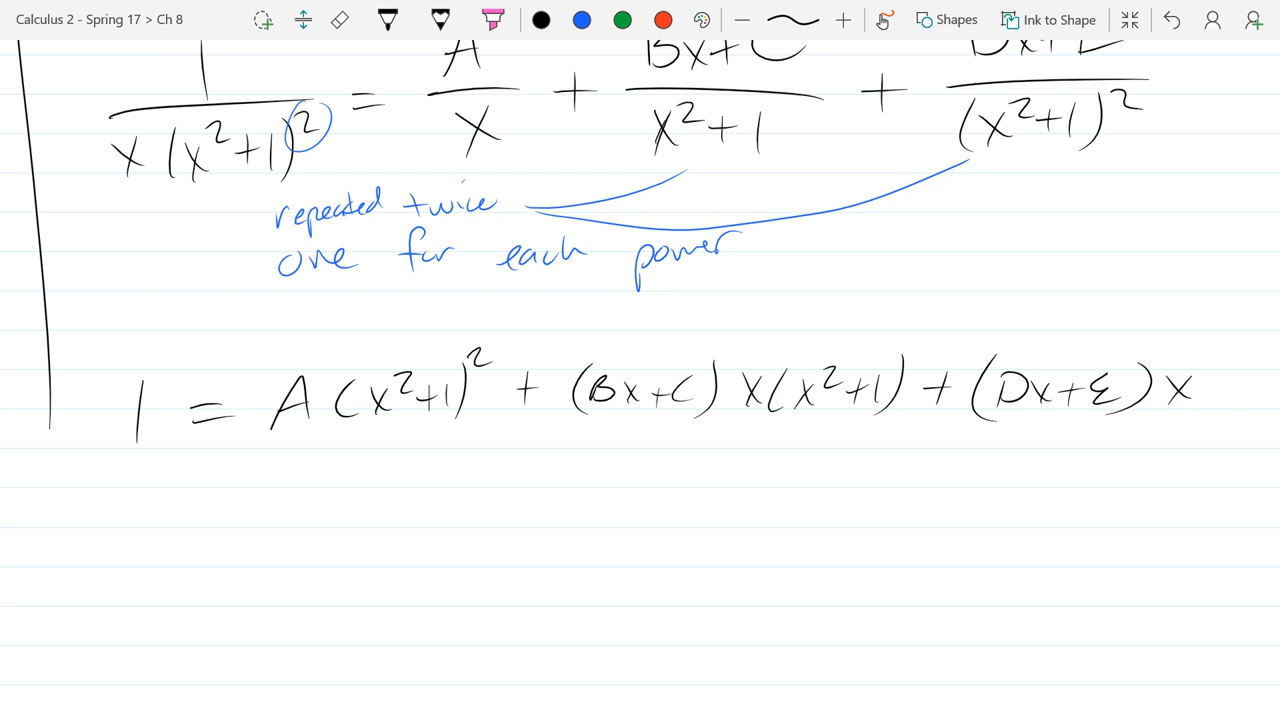 Calculus 2 - Spring 17 > Ch 8 Shapes Ink to Shape
1/(x(x²+1)²) = A/x + (Bx+C)/(x²+1) + (Dx+E)/(x²+1)²
repeated twice
one for each power
1 = A(x²+1)² + (Bx+C)x(x²+1) + (Dx+E)x